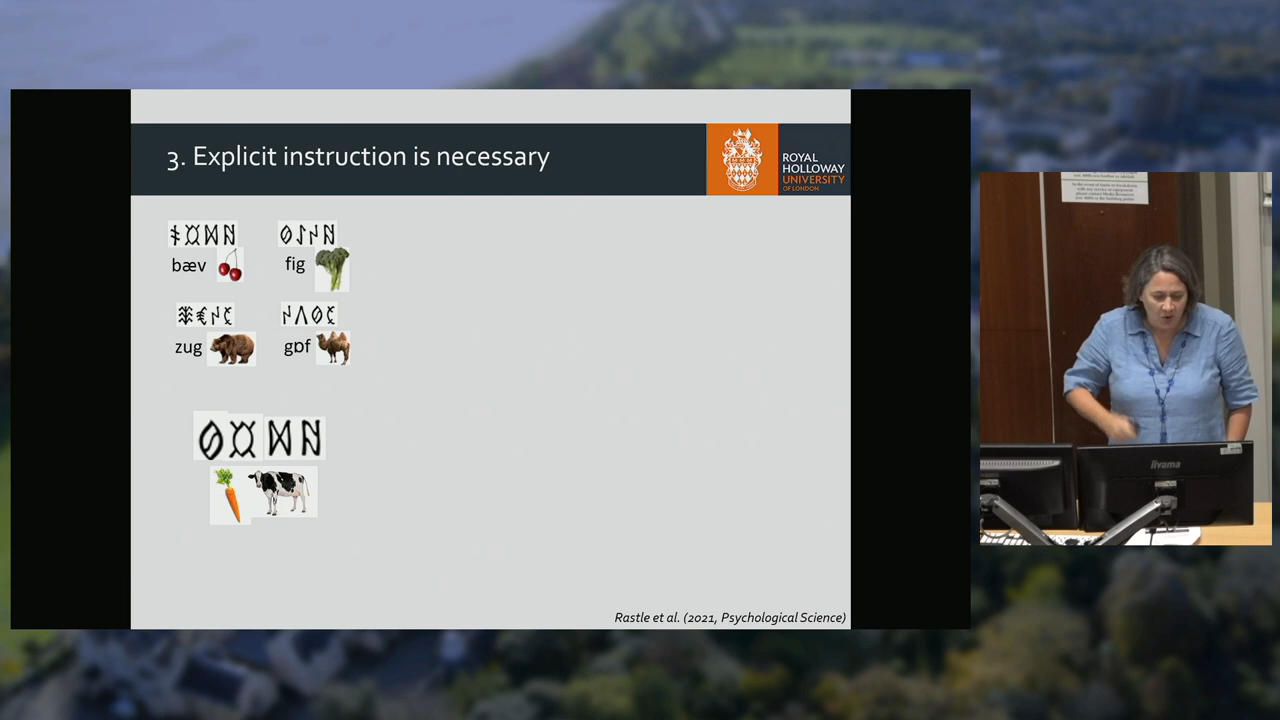 3. Explicit instruction is necessary
ROYAL
HOLLOWAY
UNIVERSITY
OF LONDON
bæv
fig
zug
gɒf
Rastle et al. (2021, Psychological Science)
iiyama